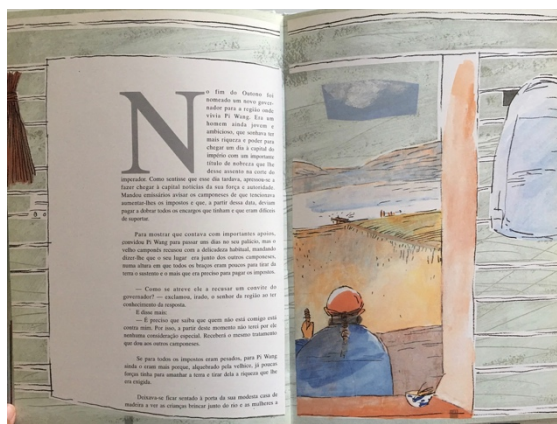 No fim do Outono foi
nomeado um novo gover-
nador para a região onde
vivia Pi Wang. Era um
homem ainda jovem e
ambicioso, que sonhava ter
mais riqueza e poder para
chegar um dia à capital do
império com um importante
título de nobreza que lhe
desse assento na corte do
imperador. Como sentisse que esse dia tardava, apressou-se a
fazer chegar à capital notícias da sua força e autoridade.
Mandou emissários avisar os camponeses de que tencionava
aumentar-lhes os impostos e que, a partir dessa data, deviam
pagar a dobrar todos os encargos que tinham e que eram difíceis
de suportar.
Para mostrar que contava com importantes apoios,
convidou Pi Wang para passar uns dias no seu palácio, mas o
velho camponês recusou com a delicadeza habitual, mandando
dizer-lhe que o seu lugar era junto dos outros camponeses,
numa altura em que todos os braços eram poucos para tirar da
terra o sustento e o mais que era preciso para pagar os impostos.
— Como se atreve ele a recusar um convite do
governador? — exclamou, irado, o senhor da região ao ter
conhecimento da resposta.
E disse mais:
— É preciso que saiba que quem não está comigo está
contra mim. Por isso, a partir deste momento não terei por ele
nenhuma consideração especial. Receberá o mesmo tratamento
que dou aos outros camponeses.
Se para todos os impostos eram pesados, para Pi Wang
ainda o eram mais porque, alquebrado pela velhice, já poucas
forças tinha para amanhar a terra e tirar dela a riqueza que lhe
era exigida.
Deixava-se ficar sentado à porta da sua modesta casa de
madeira a ver as crianças brincar junto do rio e as mulheres a